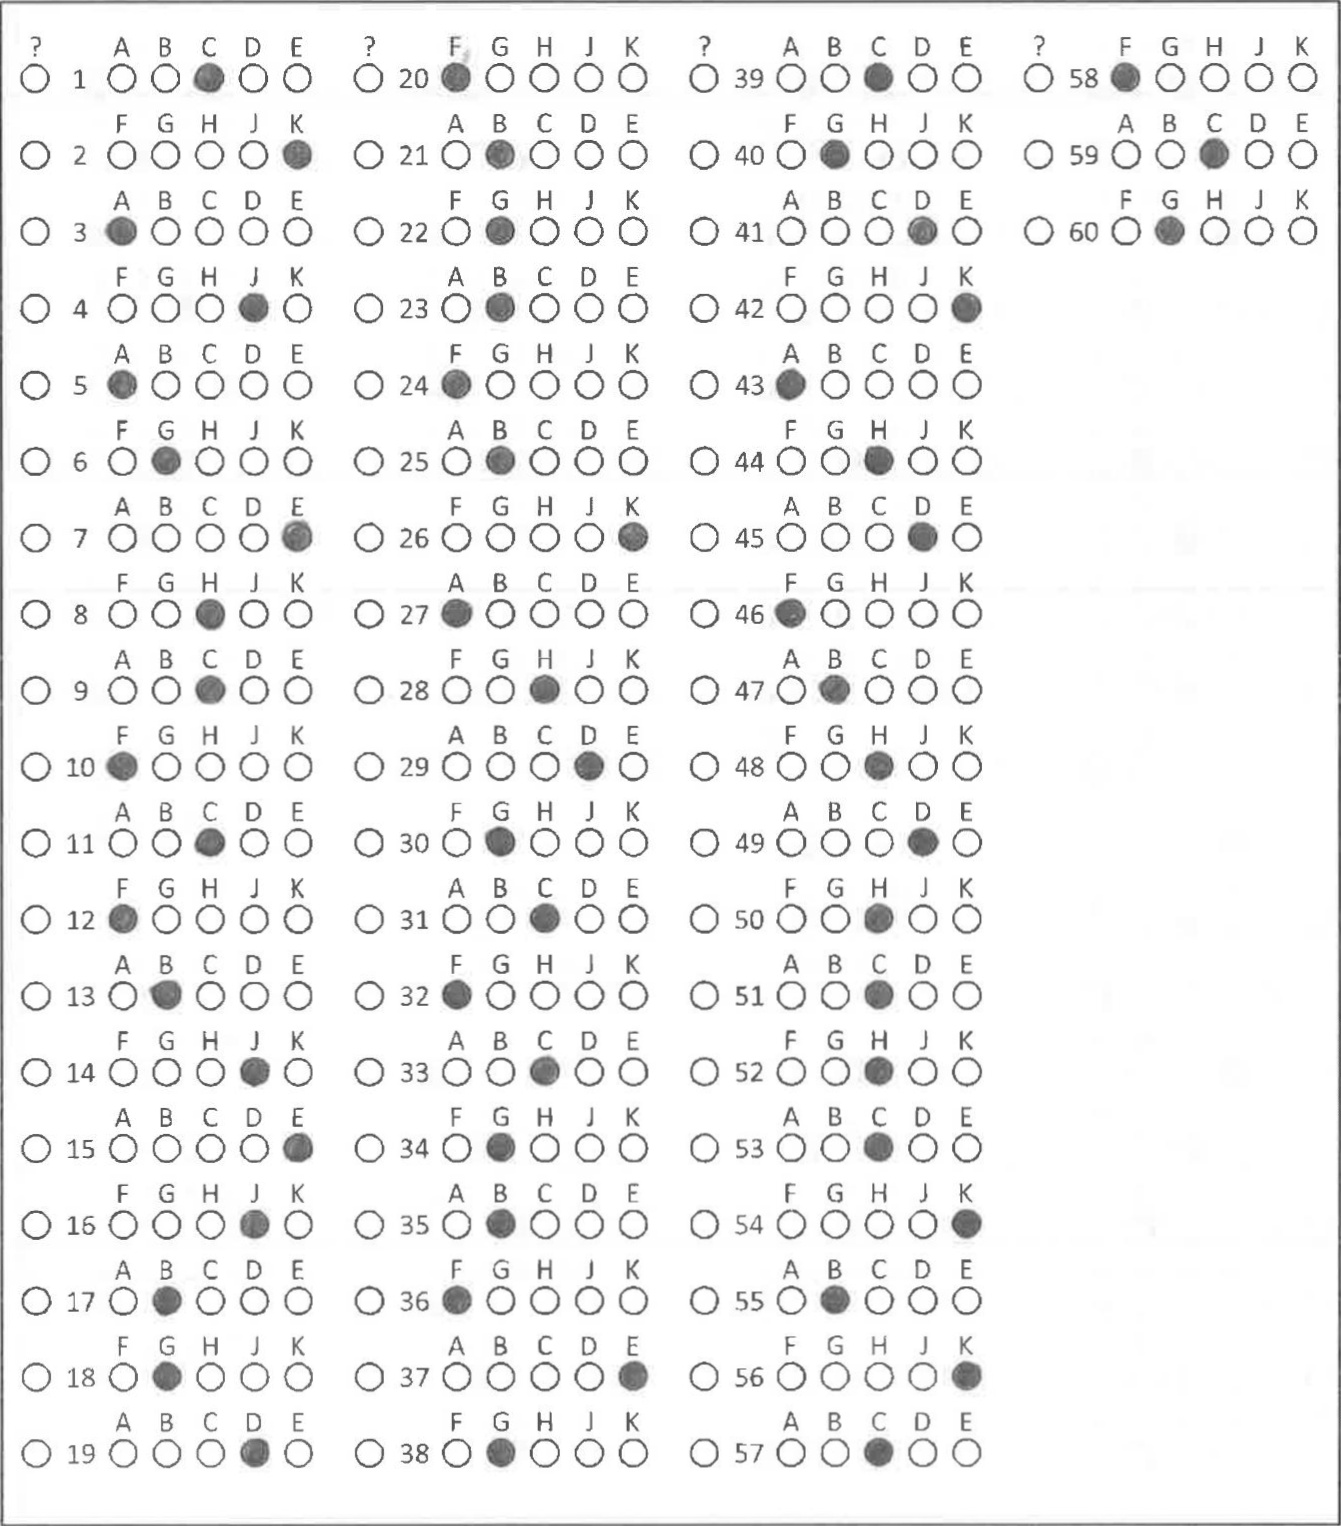 ? A B C D E ? F G H J K ? A B C D E ? F G H J K
1 20 39 58
F G H J K A B C D E F G H J K A B C D E
2 21 40 59
A B C D E F G H J K A B C D E F G H J K
3 22 41 60
F G H J K A B C D E F G H J K
4 23 42
A B C D E F G H J K A B C D E
5 24 43
F G H J K A B C D E F G H J K
6 25 44
A B C D E F G H J K A B C D E
7 26 45
F G H J K A B C D E F G H J K
8 27 46
A B C D E F G H J K A B C D E
9 28 47
F G H J K A B C D E F G H J K
10 29 48
A B C D E F G H J K A B C D E
11 30 49
F G H J K A B C D E F G H J K
12 31 50
A B C D E F G H J K A B C D E
13 32 51
F G H J K A B C D E F G H J K
14 33 52
A B C D E F G H J K A B C D E
15 34 53
F G H J K A B C D E F G H J K
16 35 54
A B C D E F G H J K A B C D E
17 36 55
F G H J K A B C D E F G H J K
18 37 56
A B C D E F G H J K A B C D E
19 38 57